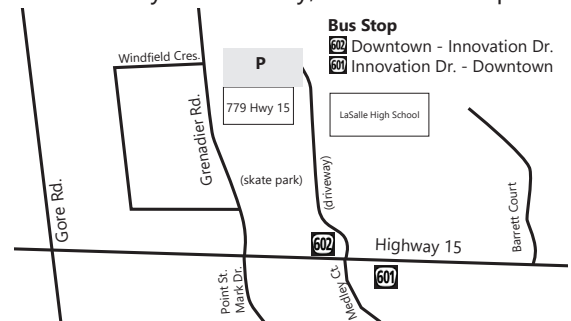 Bus Stop
602 Downtown - Innovation Dr.
601 Innovation Dr. - Downtown
Windfield Cres.
P
779 Hwy 15
LaSalle High School
Grenadier Rd.
(skate park)
(driveway)
Gore Rd.
Barrett Court
602
Highway 15
601
Point St.
Mark Dr.
Medley Ct.